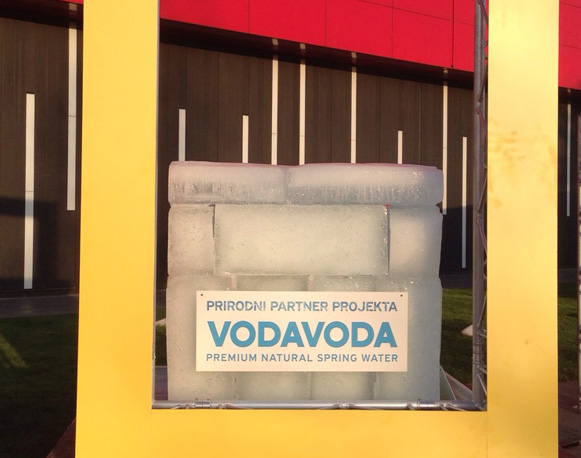 PRIRODNI PARTNER PROJEKTA
VODAVODA
PREMIUM NATURAL SPRING WATER